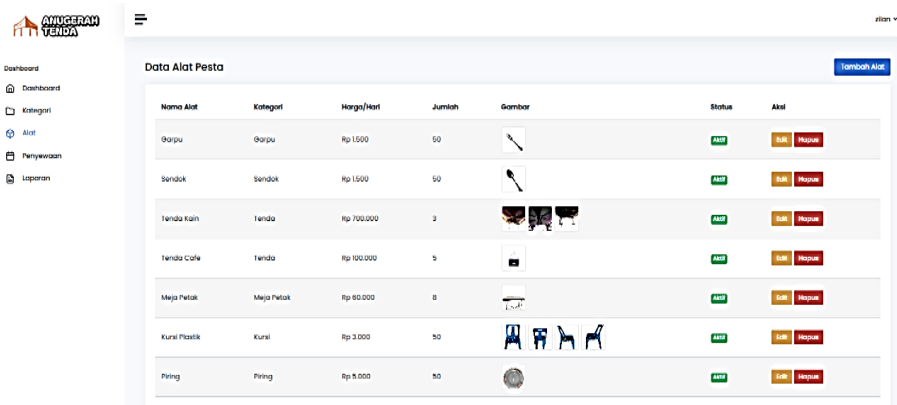 ANUGERAH
TENDA
zilan
Dashboard
Dashboard
Kategori
Alat
Penyewaan
Laporan
Data Alat Pesta
Tambah Alat
Nama Alat Kategori Harga/Hari Jumlah Gambar Status Aksi
Garpu Garpu Rp 1.500 50 Aktif Edit Hapus
Sendok Sendok Rp 1.500 50 Aktif Edit Hapus
Tenda Kain Tenda Rp 700.000 3 Aktif Edit Hapus
Tenda Cafe Tenda Rp 100.000 5 Aktif Edit Hapus
Meja Petak Meja Petak Rp 60.000 8 Aktif Edit Hapus
Kursi Plastik Kursi Rp 3.000 50 Aktif Edit Hapus
Piring Piring Rp 5.000 50 Aktif Edit Hapus